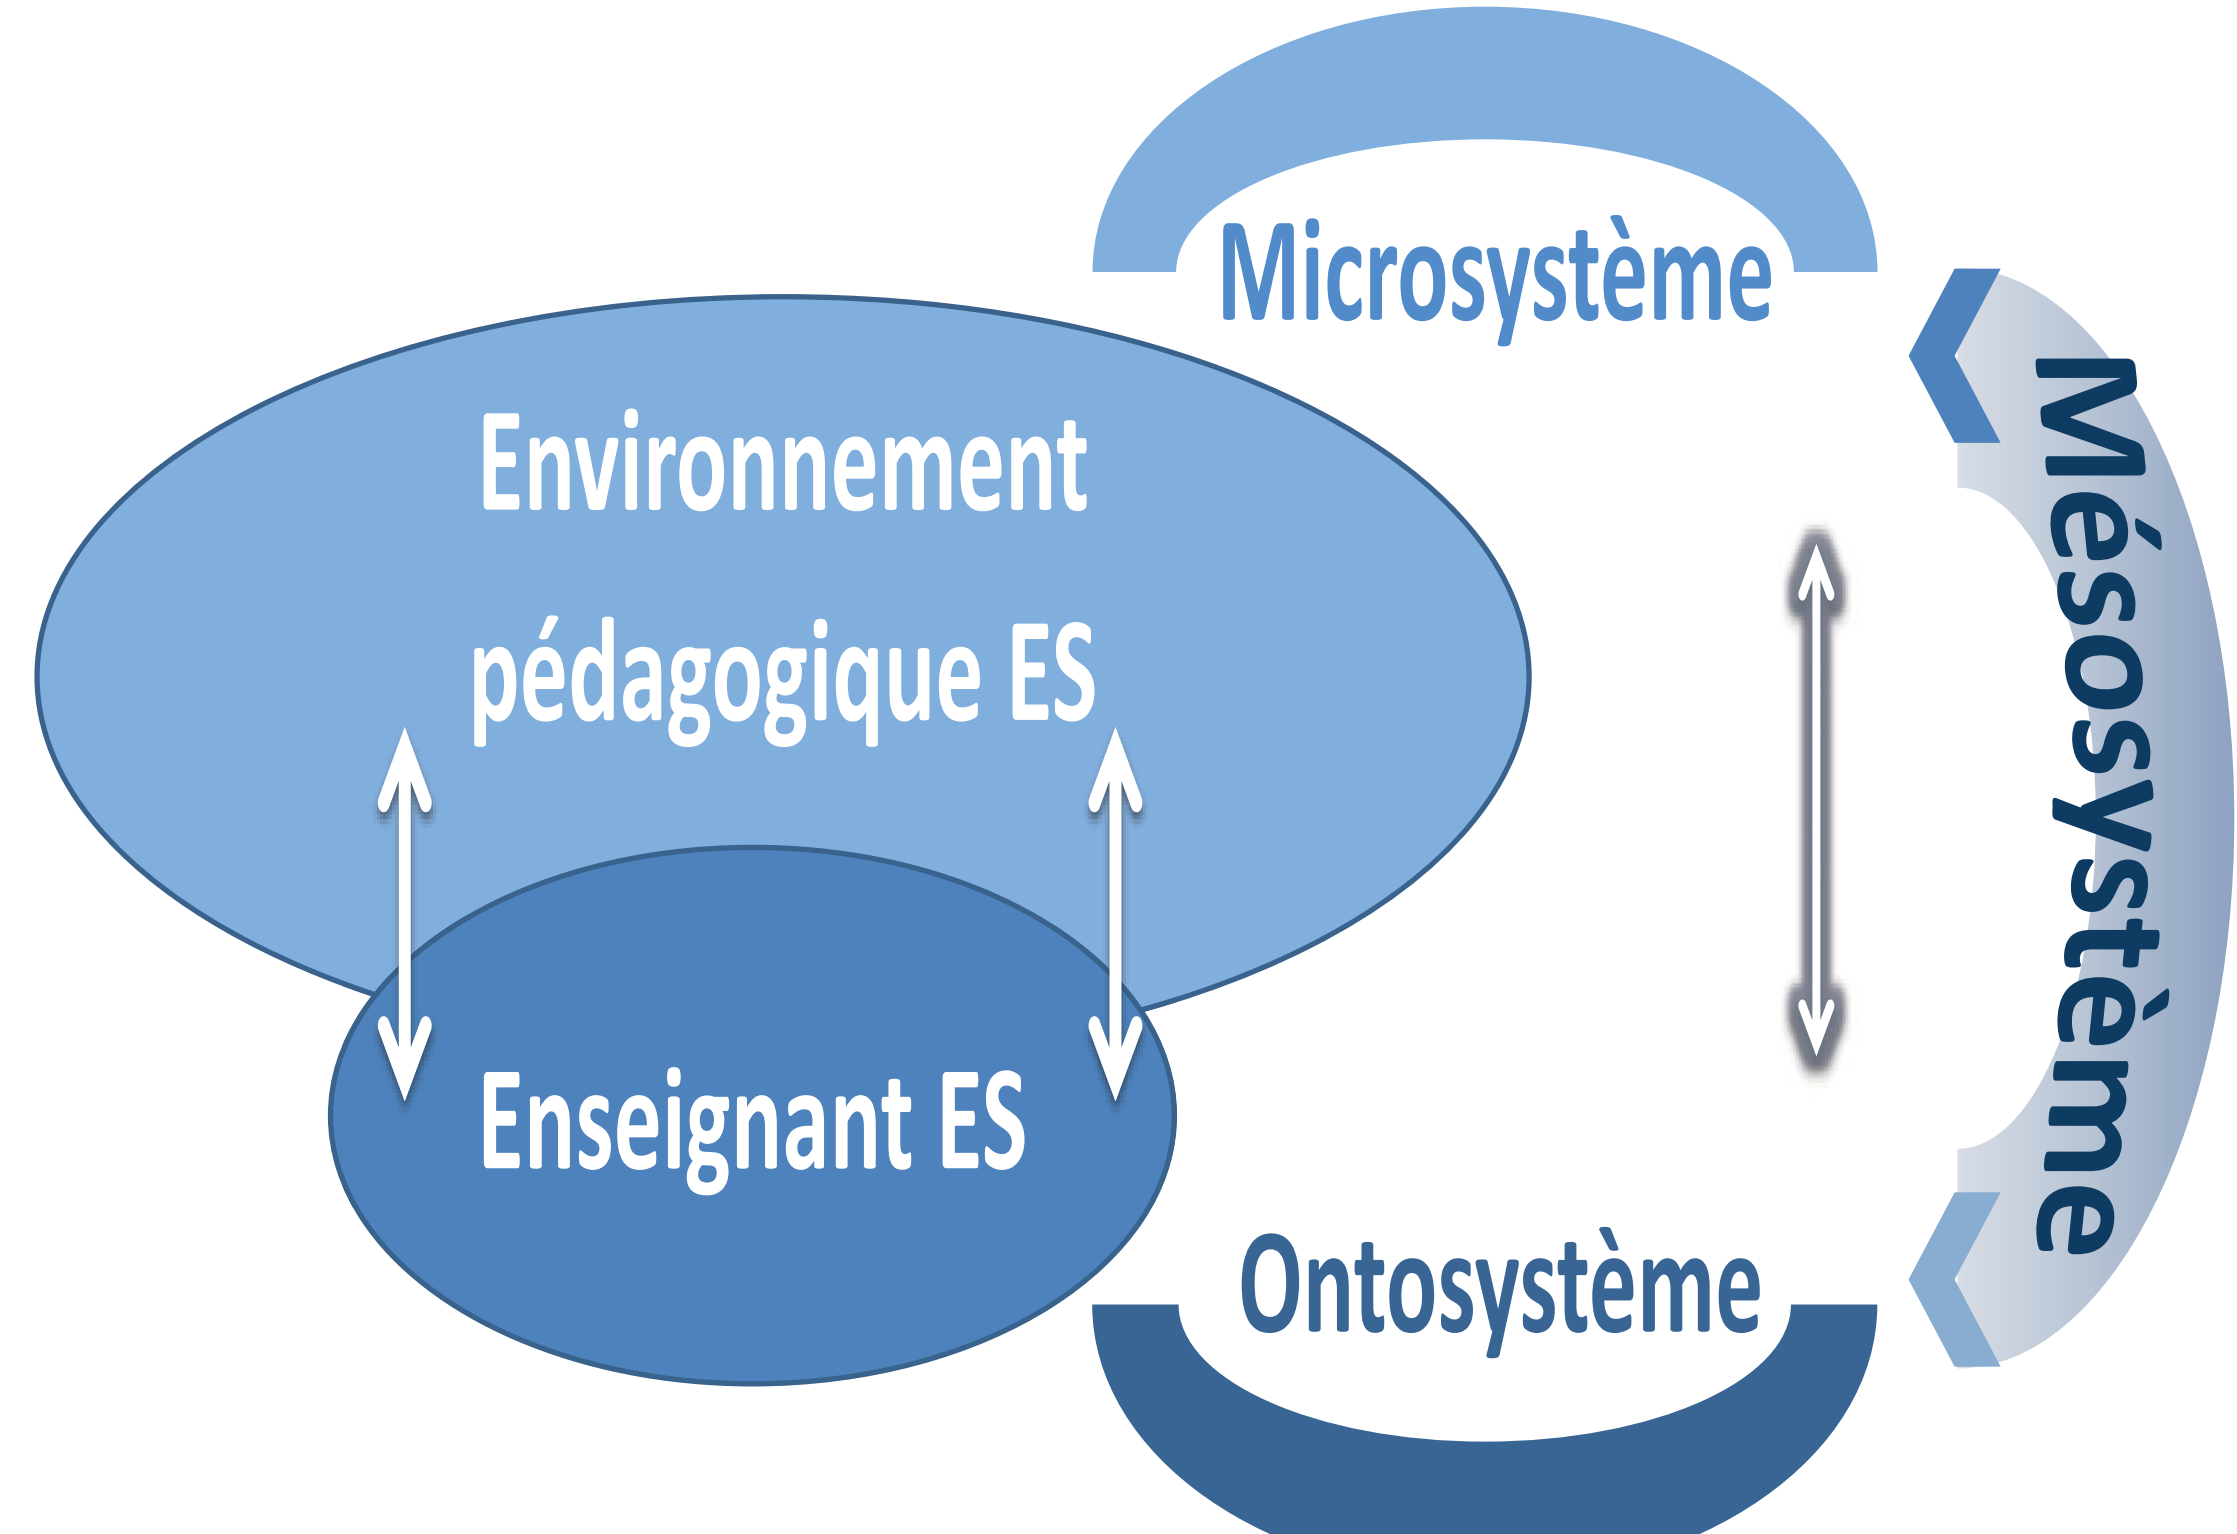 Microsystème
Environnement
pédagogique ES
Enseignant ES
Ontosystème
Mésosystème